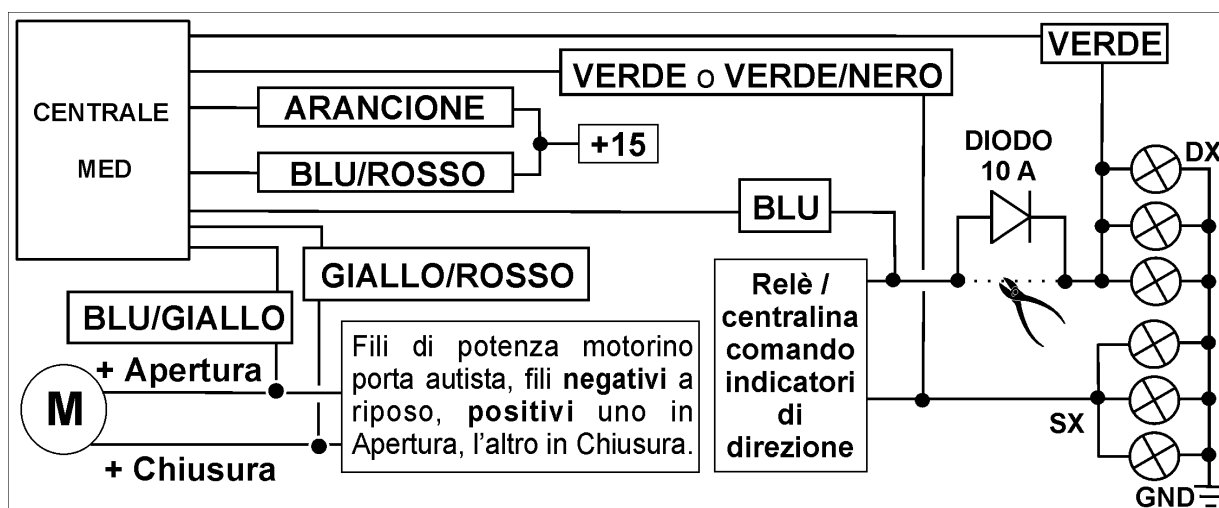 VERDE
VERDE o VERDE/NERO
CENTRALE
MED
ARANCIONE
+15
BLU/ROSSO
DIODO
10 A
DX
BLU
GIALLO/ROSSO
BLU/GIALLO
Relè /
centralina
comando
indicatori
di
direzione
+ Apertura
M
+ Chiusura
Fili di potenza motorino
porta autista, fili negativi a
riposo, positivi uno in
Apertura, l'altro in Chiusura.
SX
GND